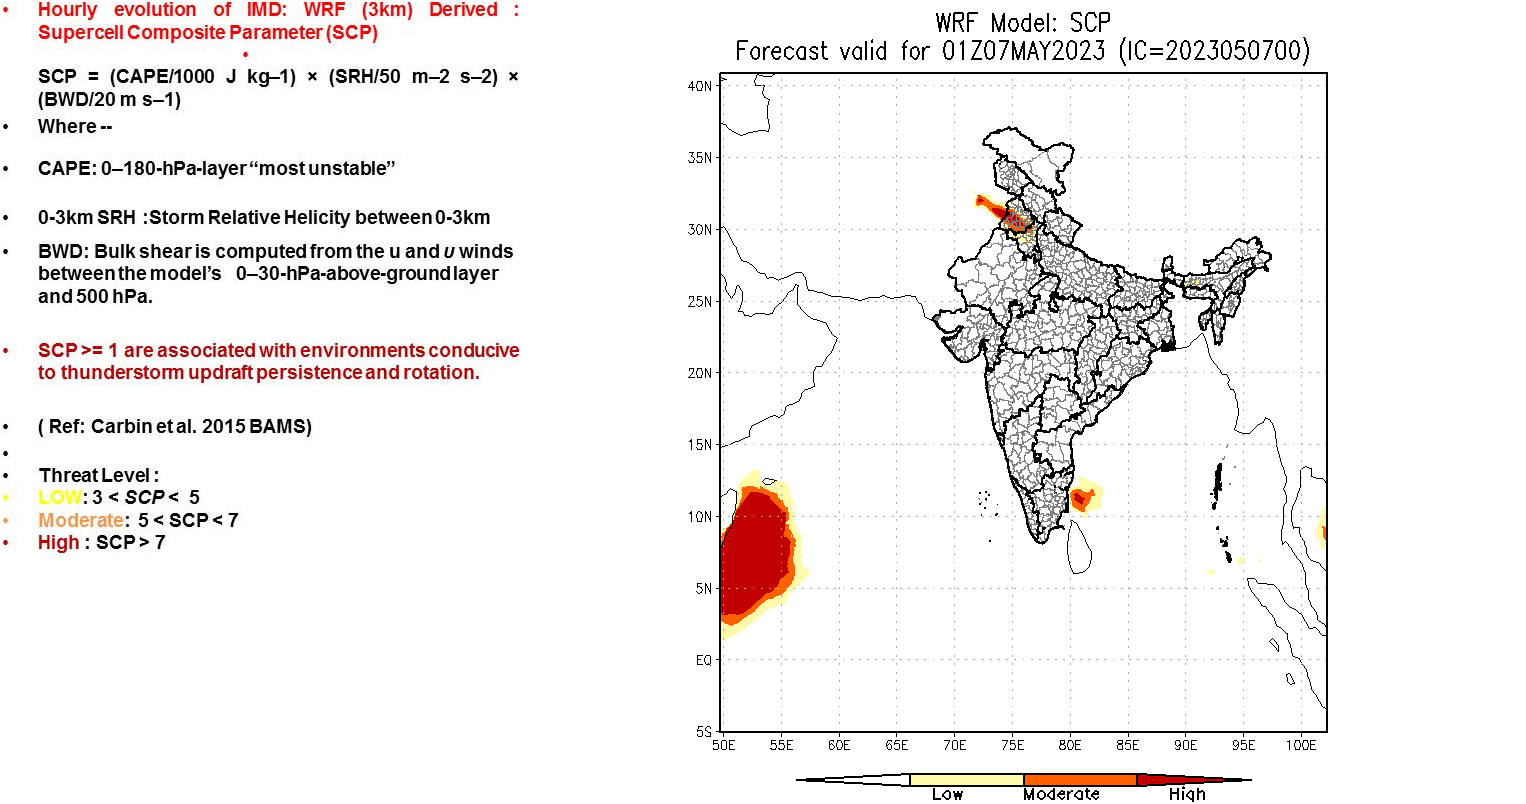 • Hourly evolution of IMD: WRF (3km) Derived :
Supercell Composite Parameter (SCP)
•
SCP = (CAPE/1000 J kg–1) × (SRH/50 m–2 s–2) ×
(BWD/20 m s–1)
• Where --
• CAPE: 0–180-hPa-layer “most unstable”
• 0-3km SRH :Storm Relative Helicity between 0-3km
• BWD: Bulk shear is computed from the u and υ winds
between the model’s 0–30-hPa-above-ground layer
and 500 hPa.
• SCP >= 1 are associated with environments conducive
to thunderstorm updraft persistence and rotation.
• ( Ref: Carbin et al. 2015 BAMS)
•
• Threat Level :
• LOW: 3 < SCP < 5
• Moderate: 5 < SCP < 7
• High : SCP > 7
WRF Model: SCP
Forecast valid for 01Z07MAY2023 (IC=2023050700)
40N
35N
30N
25N
20N
15N
10N
5N
EQ
5S
50E 55E 60E 65E 70E 75E 80E 85E 90E 95E 100E
Low Moderate High